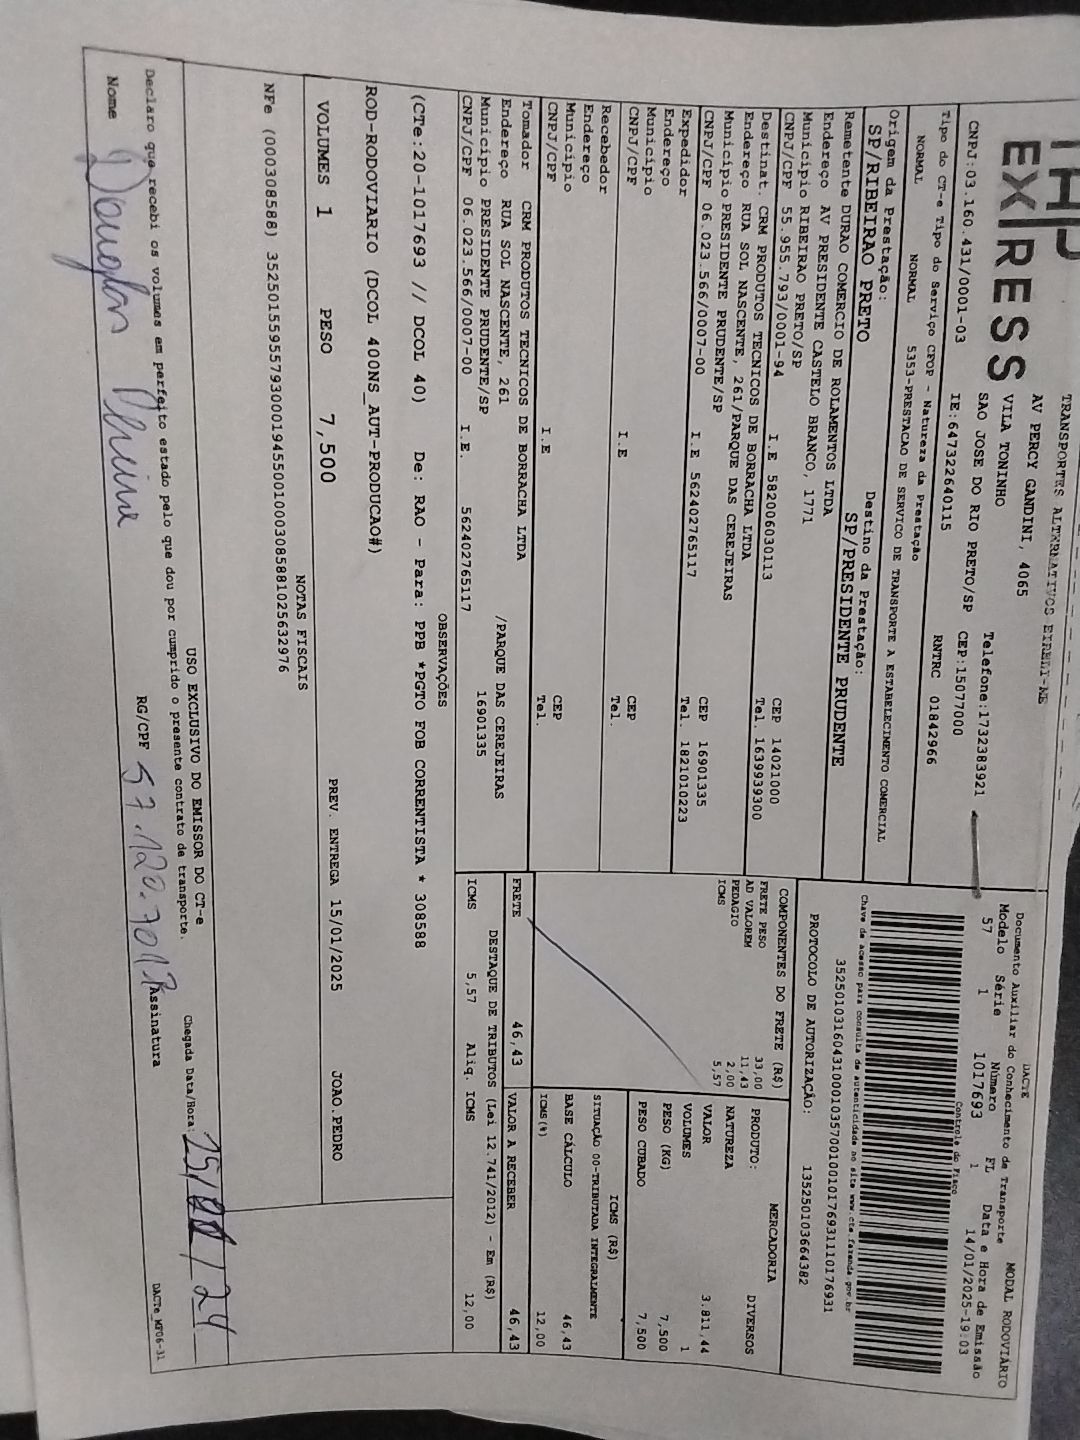 TRANSPORTES ALTERNATIVOS EIRELI-ME
EXPRESS
AV PERCY GANDINI, 4065
VILA TONINHO
SAO JOSE DO RIO PRETO/SP
Telefone:1732383921
CEP:15077000
CNPJ:03.160.431/0001-03 IE:647322640115 RNTRC 01842966
DACTE
Documento Auxiliar do Conhecimento de Transporte
MODAL RODOVIÁRIO
Modelo Série Número FL Data e Hora de Emissão
57 1 1017693 1 14/01/2025-19:03
Controle do Fisco
Tipo do CT-e Tipo do Serviço CFOP - Natureza da Prestação
NORMAL NORMAL 5353-PRESTACAO DE SERVICO DE TRANSPORTE A ESTABELECIMENTO COMERCIAL
Chave de acesso para consulta de autenticidade no site www.cte.fazenda.gov.br
Origem da Prestação: Destino da Prestação:
SP/RIBEIRAO PRETO SP/PRESIDENTE PRUDENTE
PROTOCOLO DE AUTORIZAÇÃO: 135250103664382
Remetente DURAO COMERCIO DE ROLAMENTOS LTDA
Endereço AV PRESIDENTE CASTELO BRANCO, 1771
Município RIBEIRAO PRETO/SP CEP 14021000
CNPJ/CPF 55.955.793/0001-94 I.E 582006030113 Tel. 1639939300
Destinat. CRM PRODUTOS TECNICOS DE BORRACHA LTDA
Endereço RUA SOL NASCENTE, 261/PARQUE DAS CEREJEIRAS
Município PRESIDENTE PRUDENTE/SP CEP 16901335
CNPJ/CPF 06.023.566/0007-00 I.E 562402765117 Tel. 1821010223
Expedidor
Endereço
Município CEP
CNPJ/CPF I.E Tel.
Recebedor
Endereço
Município CEP
CNPJ/CPF I.E Tel.
Tomador CRM PRODUTOS TECNICOS DE BORRACHA LTDA
Endereço RUA SOL NASCENTE, 261 /PARQUE DAS CEREJEIRAS
Município PRESIDENTE PRUDENTE/SP 16901335
CNPJ/CPF 06.023.566/0007-00 I.E. 562402765117
COMPONENTES DO FRETE (R$)
FRETE PESO 33,00
AD VALOREM 11,43
PEDAGIO 2,00
ICMS 5,57
MERCADORIA
PRODUTO: DIVERSOS
NATUREZA
VALOR 3.811,44
VOLUMES 1
PESO (KG) 7,500
PESO CUBADO 7,500
ICMS (R$)
SITUAÇÃO 00-TRIBUTADA INTEGRALMENTE
BASE CÁLCULO 46,43
ICMS(%) 12,00
FRETE 46,43 VALOR A RECEBER 46,43
DESTAQUE DE TRIBUTOS (Lei 12.741/2012) - Em (R$)
ICMS 5,57 Aliq. ICMS 12,00
OBSERVAÇÕES
(CTe:20-1017693 // DCOL 40) De: RAO - Para: PPB *PGTO FOB CORRENTISTA * 308588
ROD-RODOVIARIO (DCOL 400NS_AUT-PRODUCAO#)
VOLUMES 1 PESO 7,500 PREV. ENTREGA 15/01/2025 JOAO.PEDRO
NOTAS FISCAIS
USO EXCLUSIVO DO EMISSOR DO CT-e
Declaro que recebi os volumes em perfeito estado pelo que dou por cumprido o presente contrato de transporte.
Chegada Data/Hora:
Nome Douglas RG/CPF Assinatura
DACTe_MF06-31